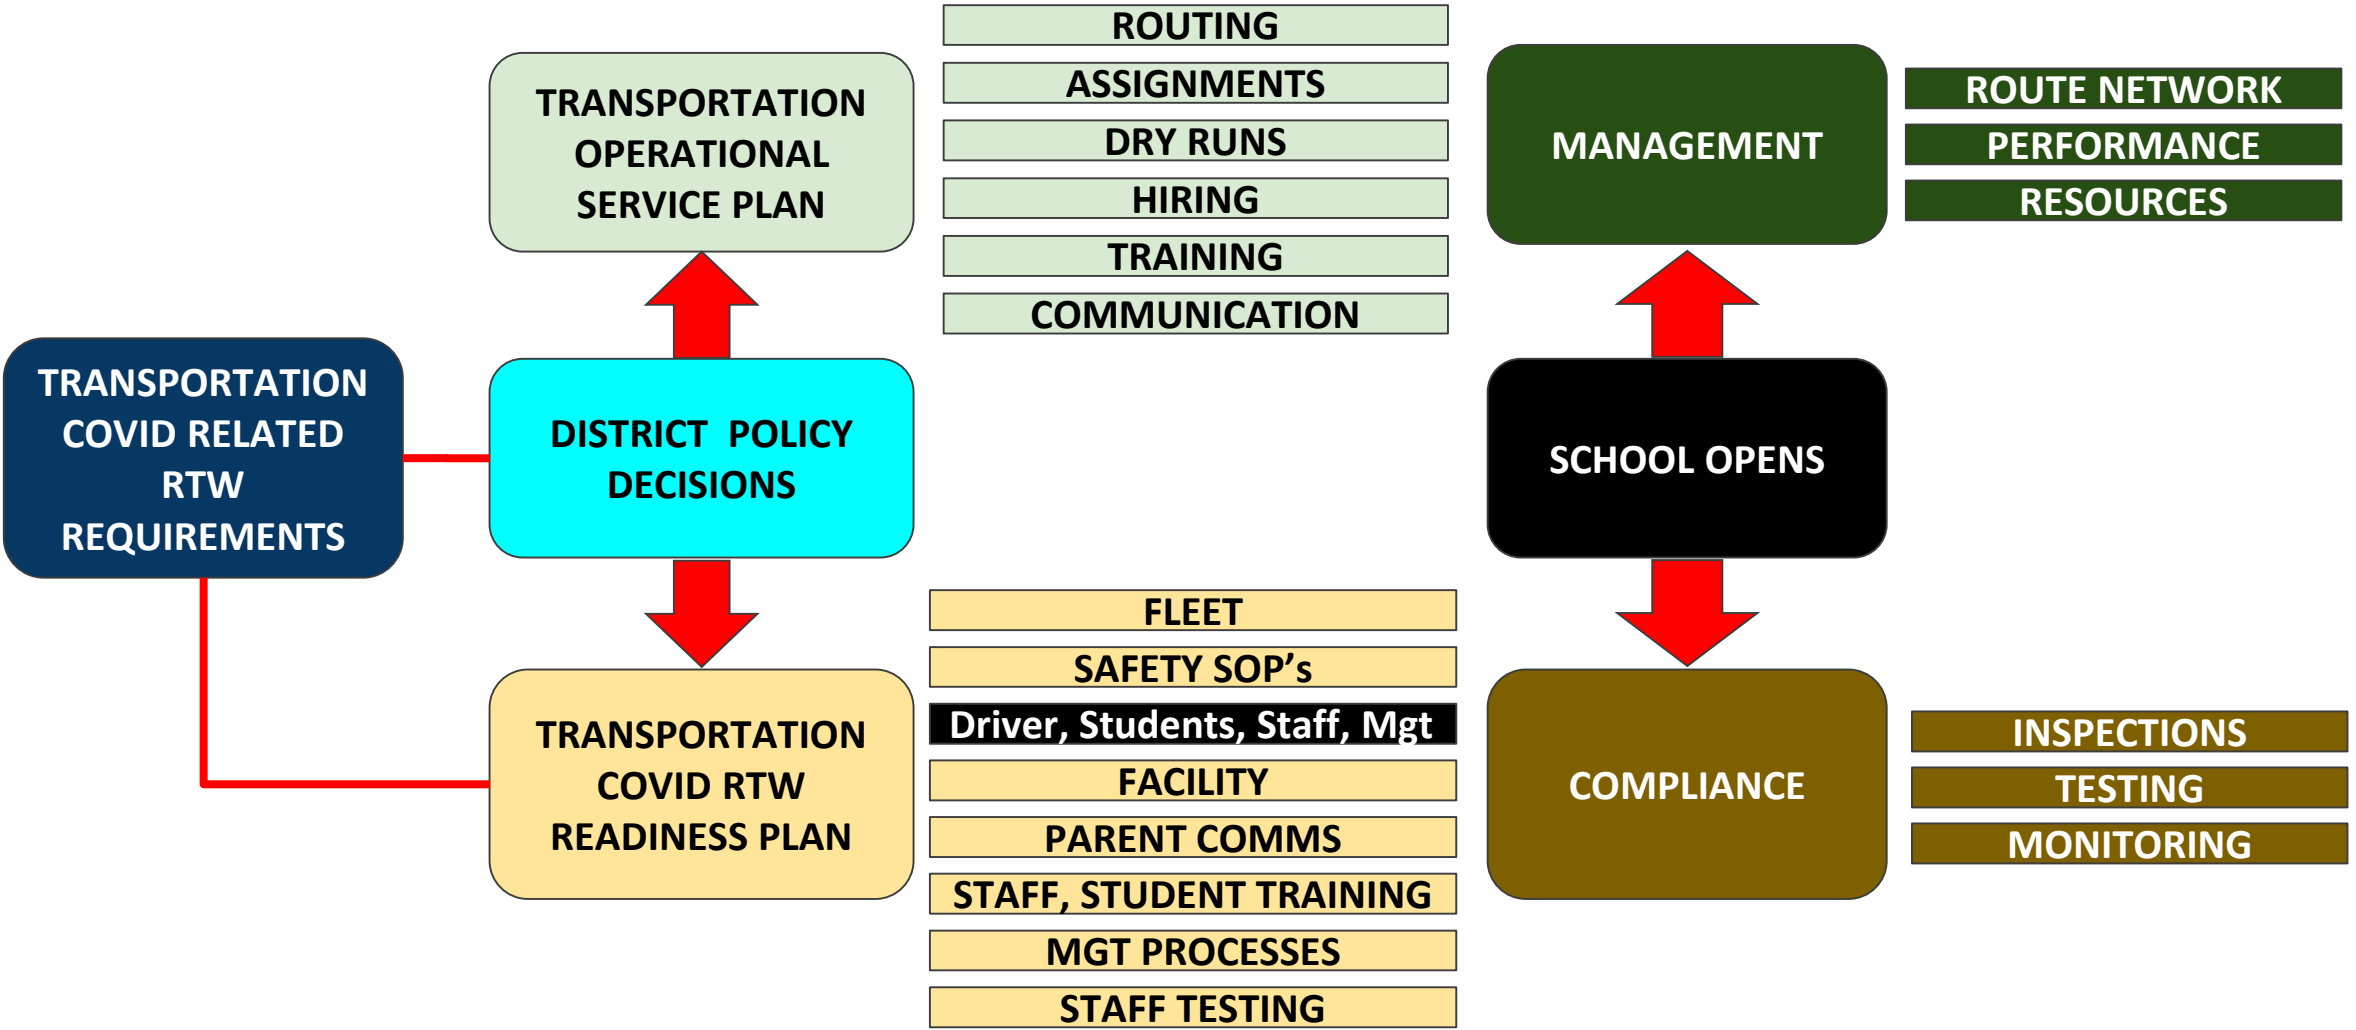 TRANSPORTATION
OPERATIONAL
SERVICE PLAN
ROUTING
ASSIGNMENTS
DRY RUNS
HIRING
TRAINING
COMMUNICATION
MANAGEMENT
ROUTE NETWORK
PERFORMANCE
RESOURCES
TRANSPORTATION
COVID RELATED
RTW
REQUIREMENTS
DISTRICT POLICY
DECISIONS
SCHOOL OPENS
TRANSPORTATION
COVID RTW
READINESS PLAN
FLEET
SAFETY SOP’s
Driver, Students, Staff, Mgt
FACILITY
PARENT COMMS
STAFF, STUDENT TRAINING
MGT PROCESSES
STAFF TESTING
COMPLIANCE
INSPECTIONS
TESTING
MONITORING